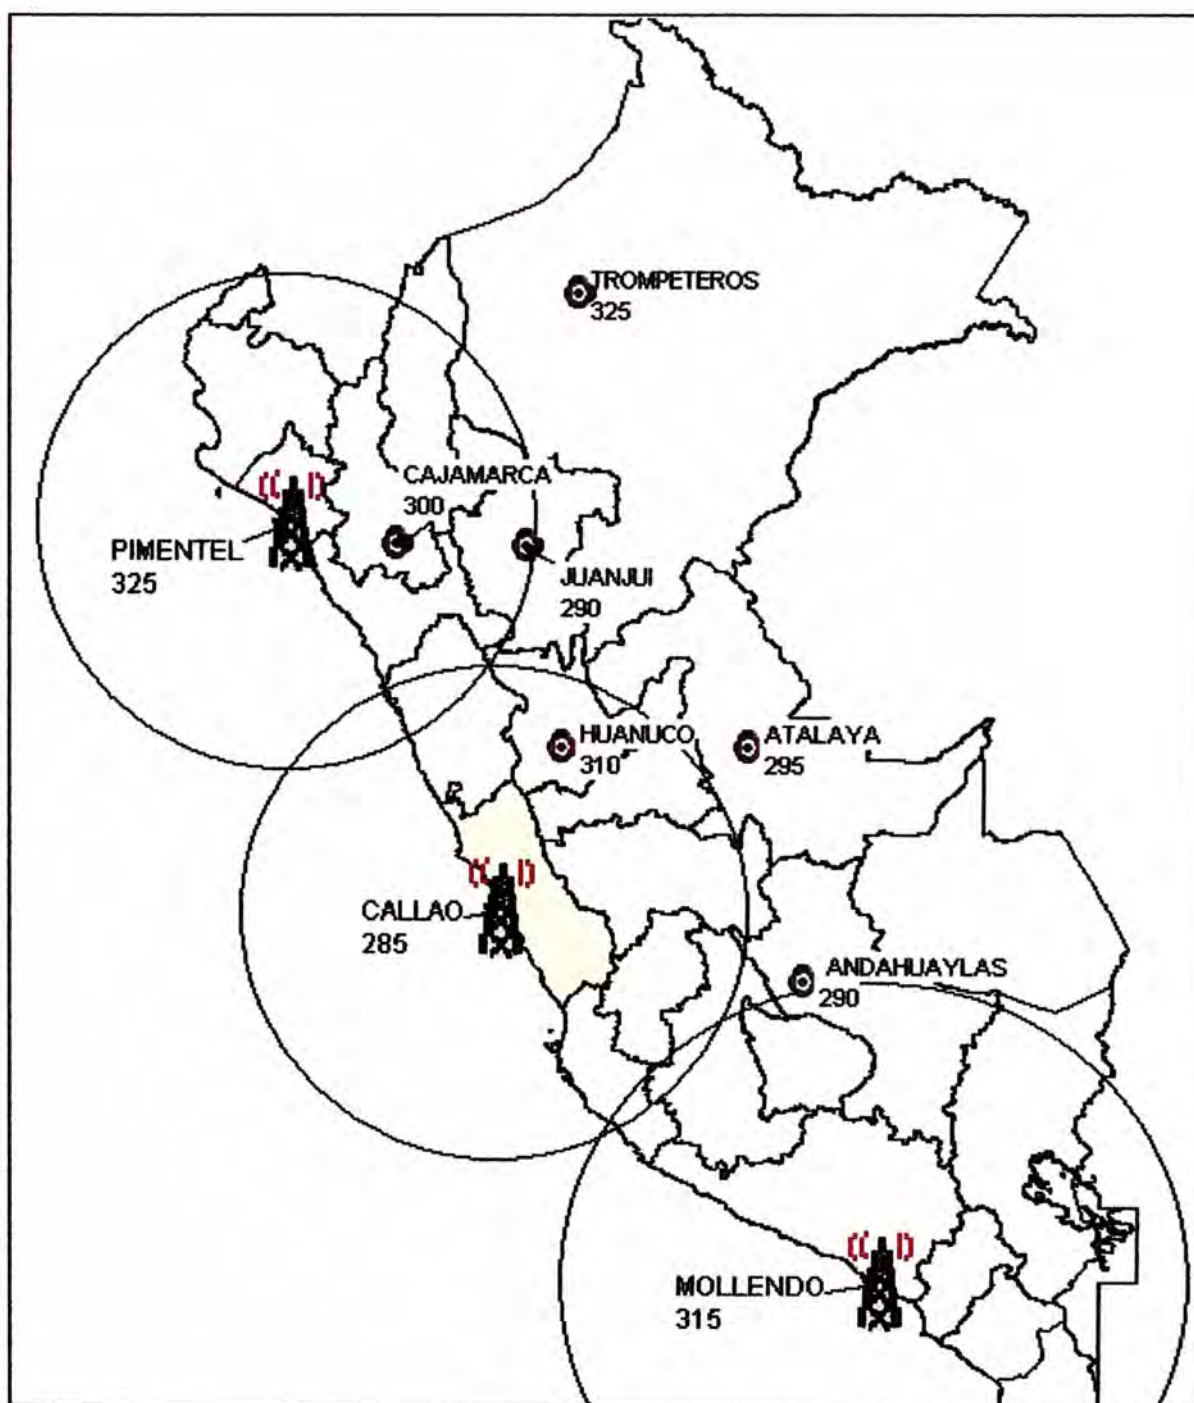 TROMPETEROS
325
CAJAMARCA
300
PIMENTEL
325
JUANJUI
290
HUANUCO
310
ATALAYA
295
CALLAO
285
ANDAHUAYLAS
290
MOLLENDO
315